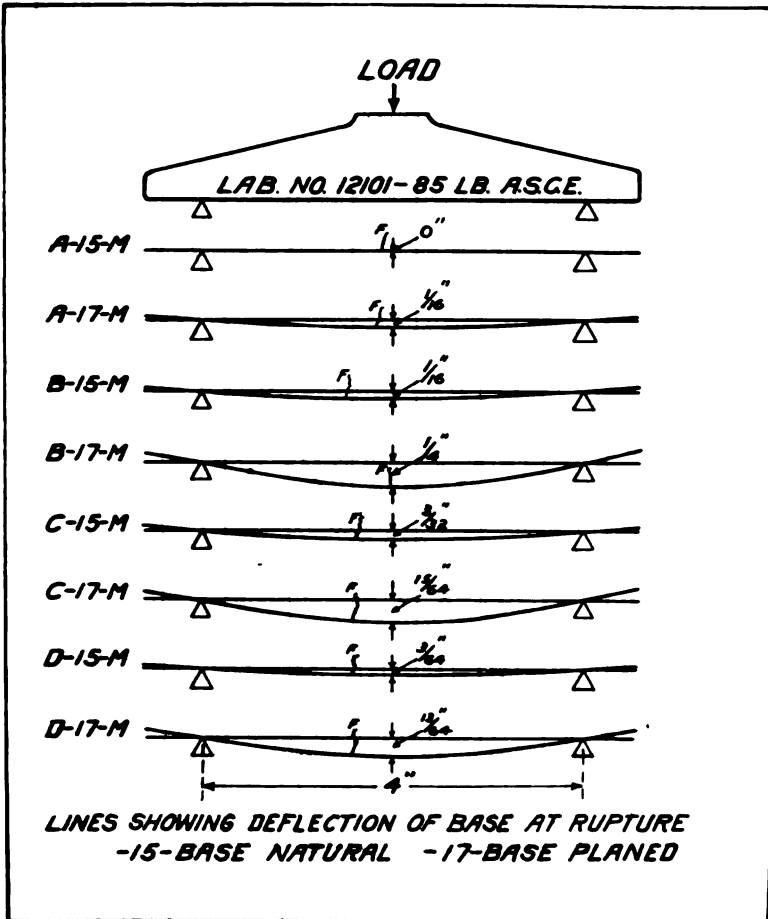 LOAD
LAB. NO. 12101-85 LB. A.S.C.E.
A-15-M F 0"
A-17-M F 1/16"
B-15-M F 1/16"
B-17-M F 1/4"
C-15-M F 3/32"
C-17-M F 15/64"
D-15-M F 3/64"
D-17-M F 13/64"
4"
LINES SHOWING DEFLECTION OF BASE AT RUPTURE
-15-BASE NATURAL -17-BASE PLANED